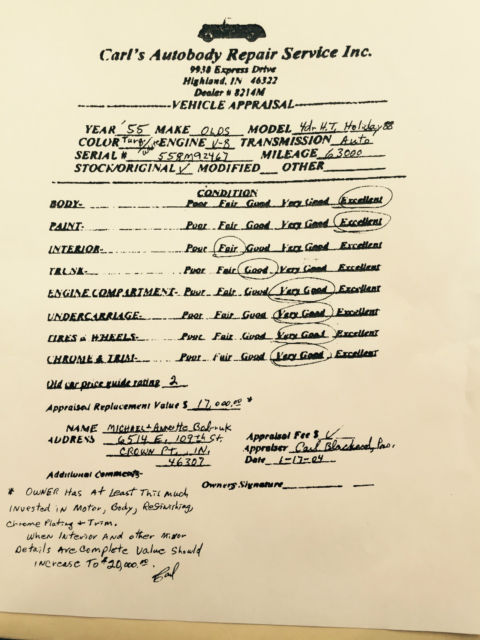 Carl's Autobody Repair Service Inc.
9938 Express Drive
Highland, IN 46322
Dealer # 8214M
VEHICLE APPRAISAL
YEAR '55 MAKE OLDS MODEL 4dr H.T. Holiday 88
COLOR ENGINE V-8 TRANSMISSION Auto
SERIAL # 558M92467 MILEAGE 63000
STOCK/ORIGINAL ✓ MODIFIED OTHER
CONDITION
BODY- Poor Fair Good Very Good Excellent
PAINT- Poor Fair Good Very Good Excellent
INTERIOR- Poor Fair Good Very Good Excellent
TRUNK- Poor Fair Good Very Good Excellent
ENGINE COMPARTMENT- Poor Fair Good Very Good Excellent
UNDERCARRIAGE- Poor Fair Good Very Good Excellent
TIRES & WHEELS- Poor Fair Good Very Good Excellent
CHROME & TRIM- Poor Fair Good Very Good Excellent
Old car price guide rating 2
Appraisal Replacement Value $ 17,000.00 *
NAME MICHAEL + ANNETTE
ADDRESS 6514 E. 109th St.
CROWN PT., IN.
46307
Appraisal Fee $ ✓
Appraiser Carl Blanchard, Pres.
Date 1-17-04
Additional Comments-
Owners Signature
* OWNER Has At Least This much
Invested in Motor, Body, Refinishing,
Chrome Plating + Trim.
When Interior And other Minor
Details Are Complete Value Should
INCREASE To $20,000.00
Carl